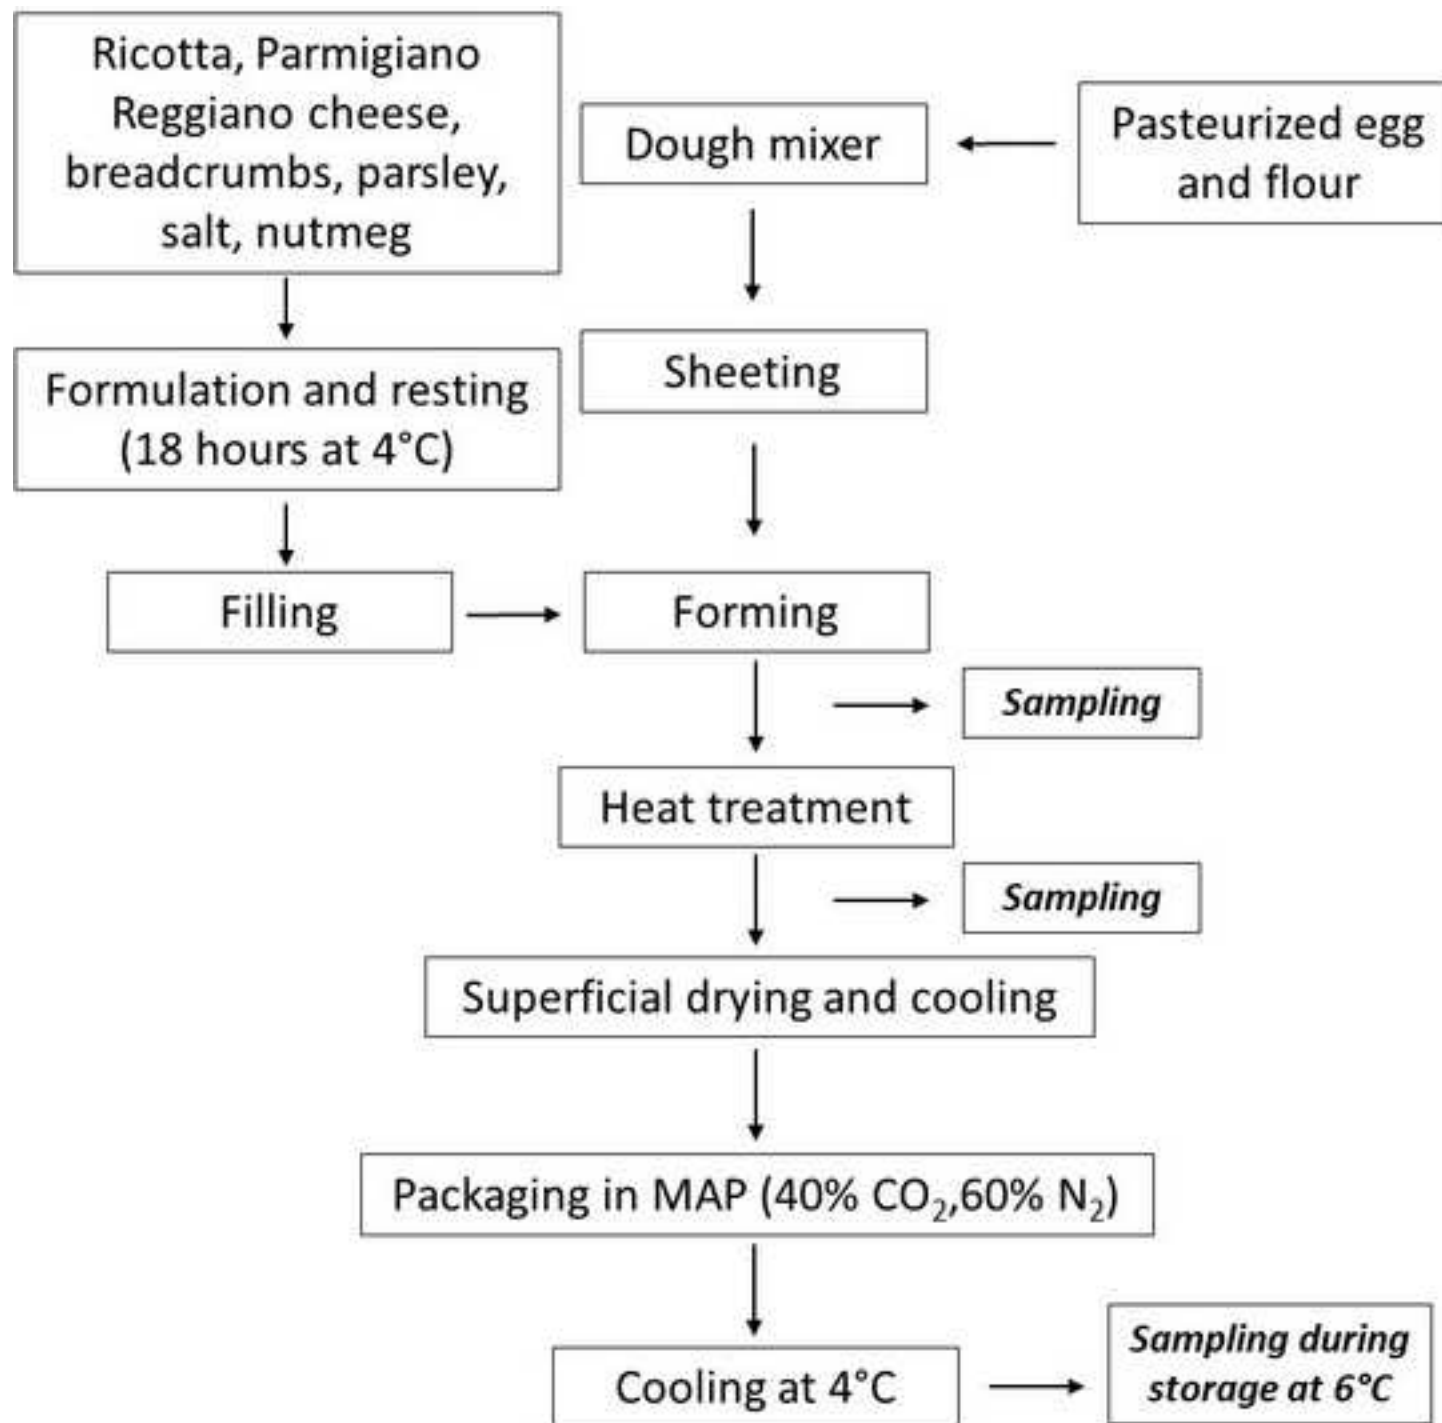 Ricotta, Parmigiano
Reggiano cheese,
breadcrumbs, parsley,
salt, nutmeg
Dough mixer
Pasteurized egg
and flour
Formulation and resting
(18 hours at 4°C)
Sheeting
Filling
Forming
Sampling
Heat treatment
Sampling
Superficial drying and cooling
Packaging in MAP (40% CO₂,60% N₂)
Cooling at 4°C
Sampling during
storage at 6°C